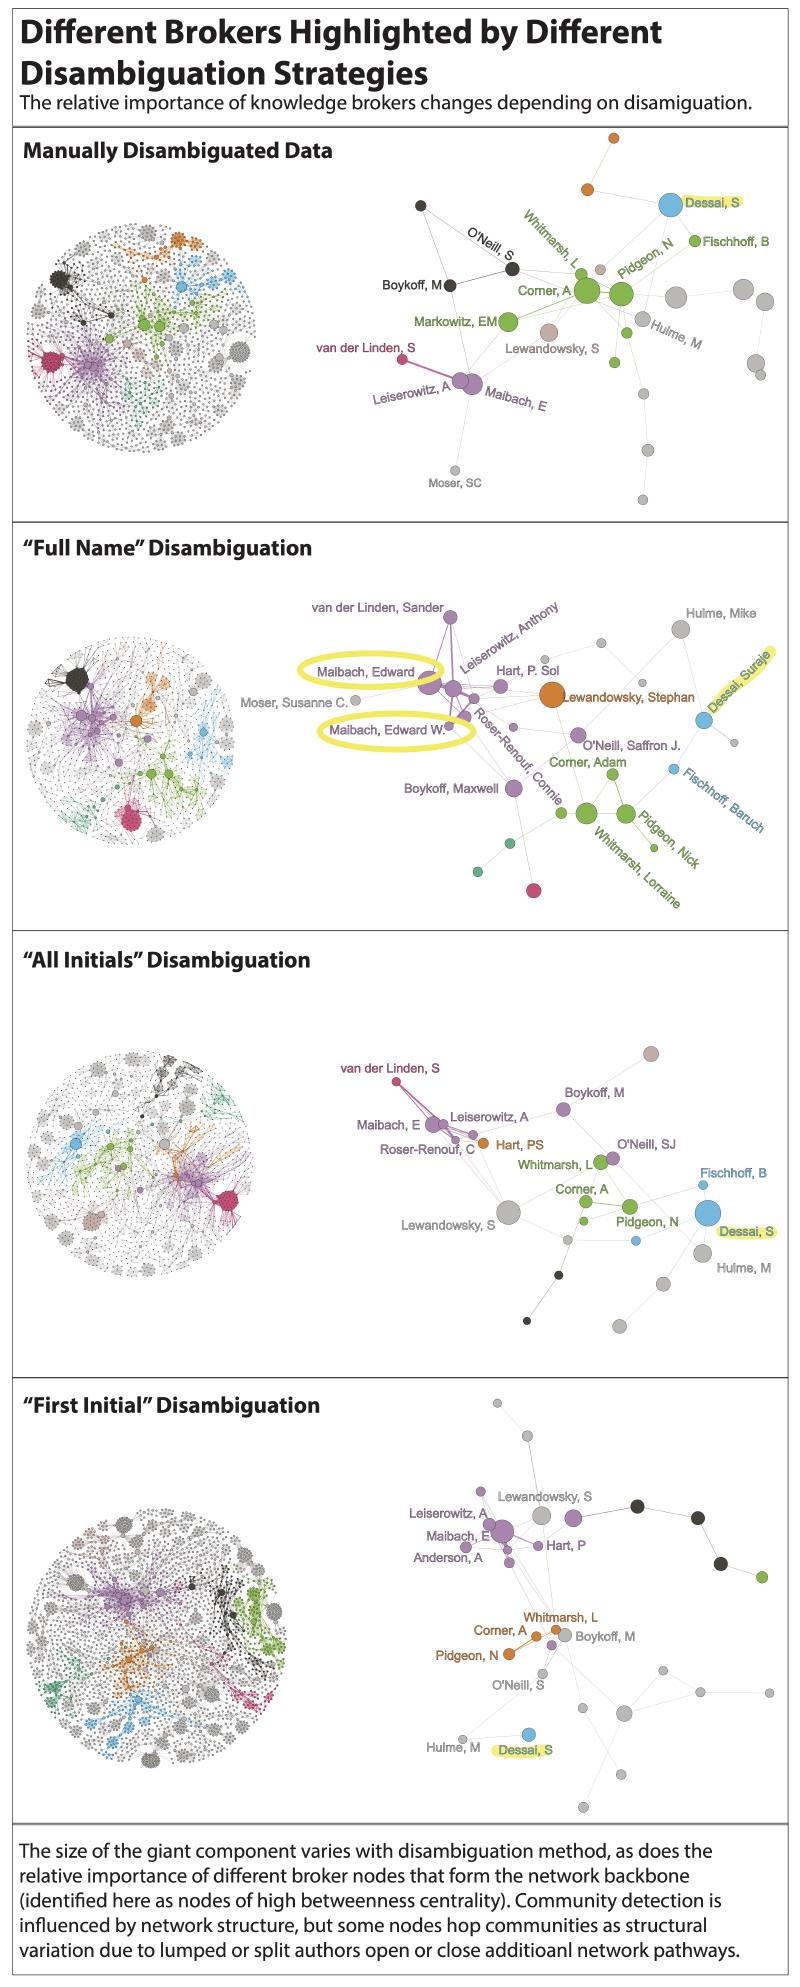 Different Brokers Highlighted by Different
Disambiguation Strategies
The relative importance of knowledge brokers changes depending on disamiguation.
Manually Disambiguated Data
Dessai, S
Whitmarsh, L
O'Neill, S
Pidgeon, N
Fischhoff, B
Boykoff, M
Corner, A
Markowitz, EM
Hulme, M
van der Linden, S
Lewandowsky, S
Leiserowitz, A
Maibach, E
Moser, SC
“Full Name” Disambiguation
van der Linden, Sander
Leiserowitz, Anthony
Hulme, Mike
Maibach, Edward
Hart, P. Sol
Dessai, Suraje
Moser, Susanne C.
Lewandowsky, Stephan
Maibach, Edward W.
Roser-Renouf, Connie
O'Neill, Saffron J.
Corner, Adam
Boykoff, Maxwell
Fischhoff, Baruch
Pidgeon, Nick
Whitmarsh, Lorraine
“All Initials” Disambiguation
van der Linden, S
Boykoff, M
Maibach, E
Leiserowitz, A
Roser-Renouf, C
Hart, PS
O'Neill, SJ
Whitmarsh, L
Fischhoff, B
Corner, A
Lewandowsky, S
Pidgeon, N
Dessai, S
Hulme, M
“First Initial” Disambiguation
Lewandowsky, S
Leiserowitz, A
Maibach, E
Hart, P
Anderson, A
Whitmarsh, L
Corner, A
Boykoff, M
Pidgeon, N
O'Neill, S
Hulme, M
Dessai, S
The size of the giant component varies with disambiguation method, as does the
relative importance of different broker nodes that form the network backbone
(identified here as nodes of high betweenness centrality). Community detection is
influenced by network structure, but some nodes hop communities as structural
variation due to lumped or split authors open or close additioanl network pathways.